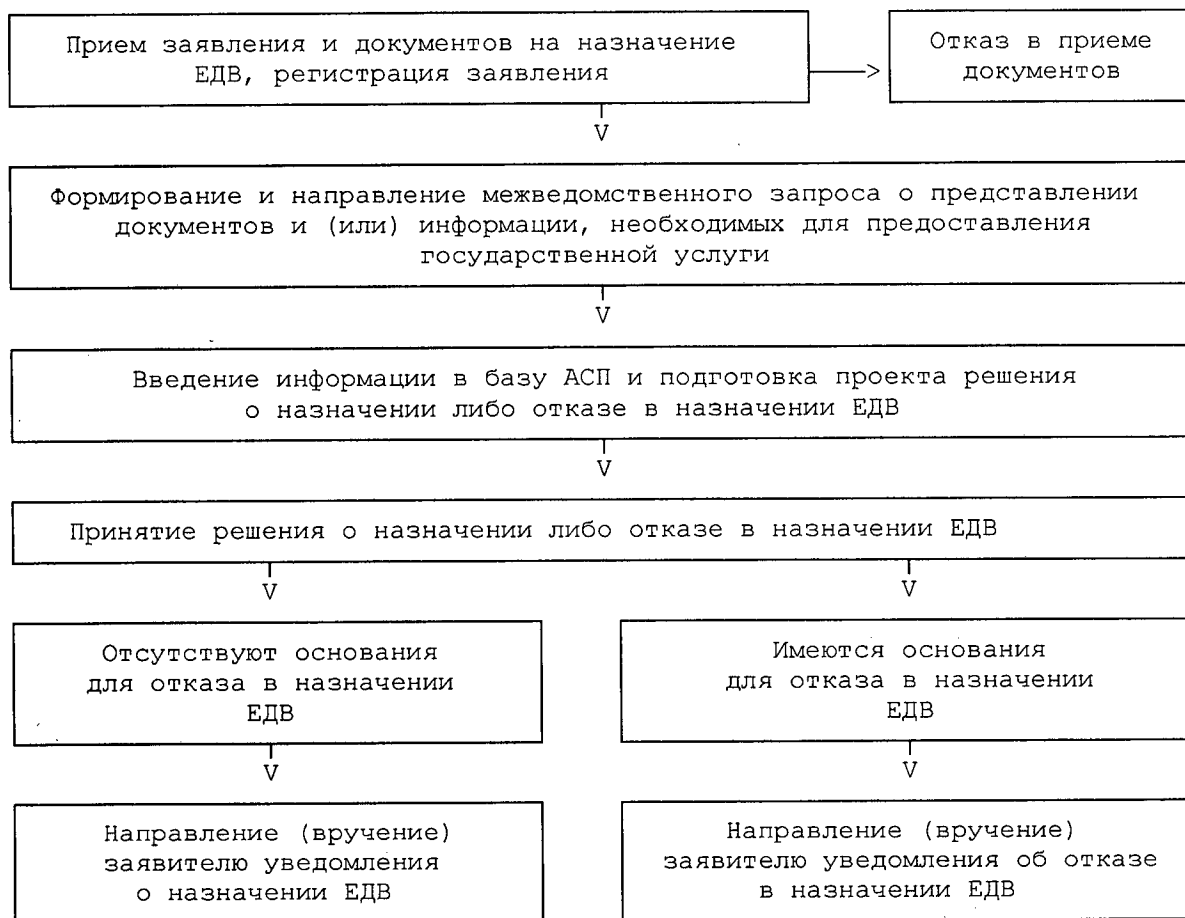 Прием заявления и документов на назначение
ЕДВ, регистрация заявления
Отказ в приеме
документов
V
Формирование и направление межведомственного запроса о представлении
документов и (или) информации, необходимых для предоставления
государственной услуги
V
Введение информации в базу АСП и подготовка проекта решения
о назначении либо отказе в назначении ЕДВ
V
Принятие решения о назначении либо отказе в назначении ЕДВ
V
V
Отсутствуют основания
для отказа в назначении
ЕДВ
Имеются основания
для отказа в назначении
ЕДВ
V
V
Направление (вручение)
заявителю уведомления
о назначении ЕДВ
Направление (вручение)
заявителю уведомления об отказе
в назначении ЕДВ